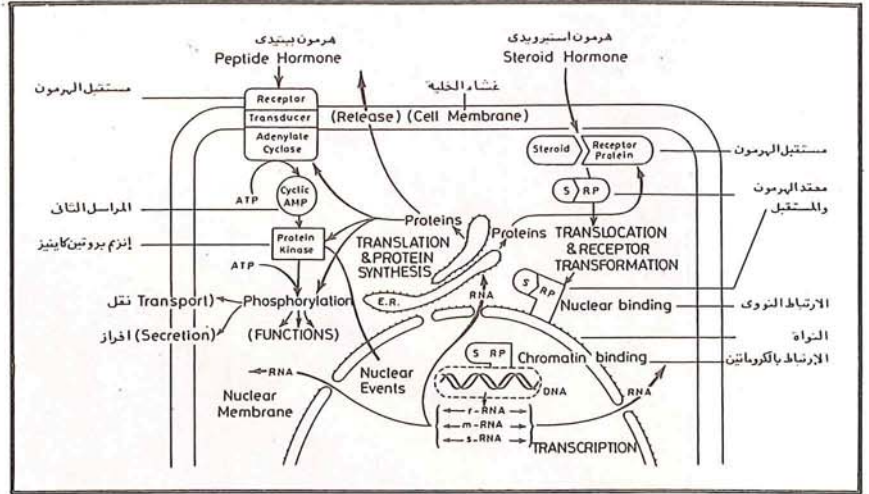 هرمون ببتيدى
Peptide Hormone
هرمون استيرويدى
Steroid Hormone
مستقبل الهرمون
غشاء الخلية
Receptor
Transducer
Adenylate
Cyclase
(Release) (Cell Membrane)
Steroid
Receptor
Protein
مستقبل الهرمون
ATP
Cyclic
AMP
المراسل الثانى
S RP
معقد الهرمون
والمستقبل
Proteins
Proteins
إنزيم بروتين كاينيز
Protein
Kinase
TRANSLATION
& PROTEIN
SYNTHESIS
TRANSLOCATION
& RECEPTOR
TRANSFORMATION
ATP
E.R.
RNA
S RP
نقل (Transport
Phosphorylation
Nuclear binding
الارتباط النووى
افراز (Secretion)
(FUNCTIONS)
النواة
S RP
Chromatin binding
الإرتباط بالكروماتين
RNA
Nuclear
Events
DNA
RNA
Nuclear
Membrane
r-RNA
m-RNA
s-RNA
TRANSCRIPTION